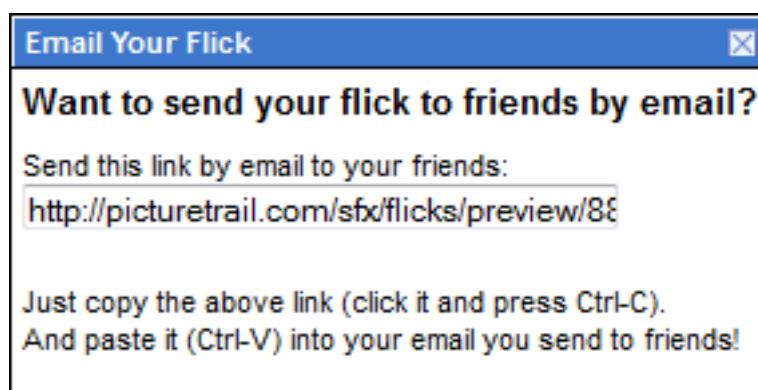 Email Your Flick
Want to send your flick to friends by email?
Send this link by email to your friends:
http://picturetrail.com/sfx/flicks/preview/88
Just copy the above link (click it and press Ctrl-C).
And paste it (Ctrl-V) into your email you send to friends!